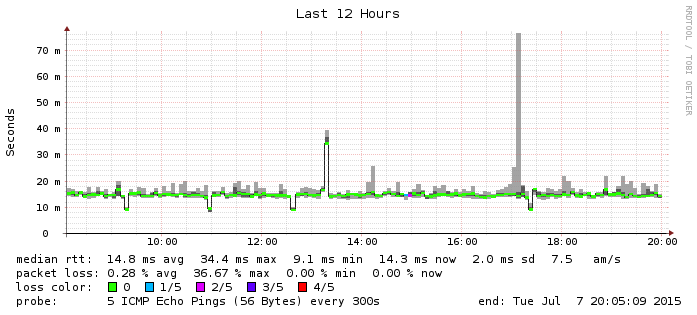 Last 12 Hours
RRDTOOL / TOBI OETIKER
Seconds
70 m
60 m
50 m
40 m
30 m
20 m
10 m
0
10:00 12:00 14:00 16:00 18:00 20:00
median rtt: 14.8 ms avg 34.4 ms max 9.1 ms min 14.3 ms now 2.0 ms sd 7.5 am/s
packet loss: 0.28 % avg 36.67 % max 0.00 % min 0.00 % now
loss color: 0 1/5 2/5 3/5 4/5
probe: 5 ICMP Echo Pings (56 Bytes) every 300s end: Tue Jul 7 20:05:09 2015